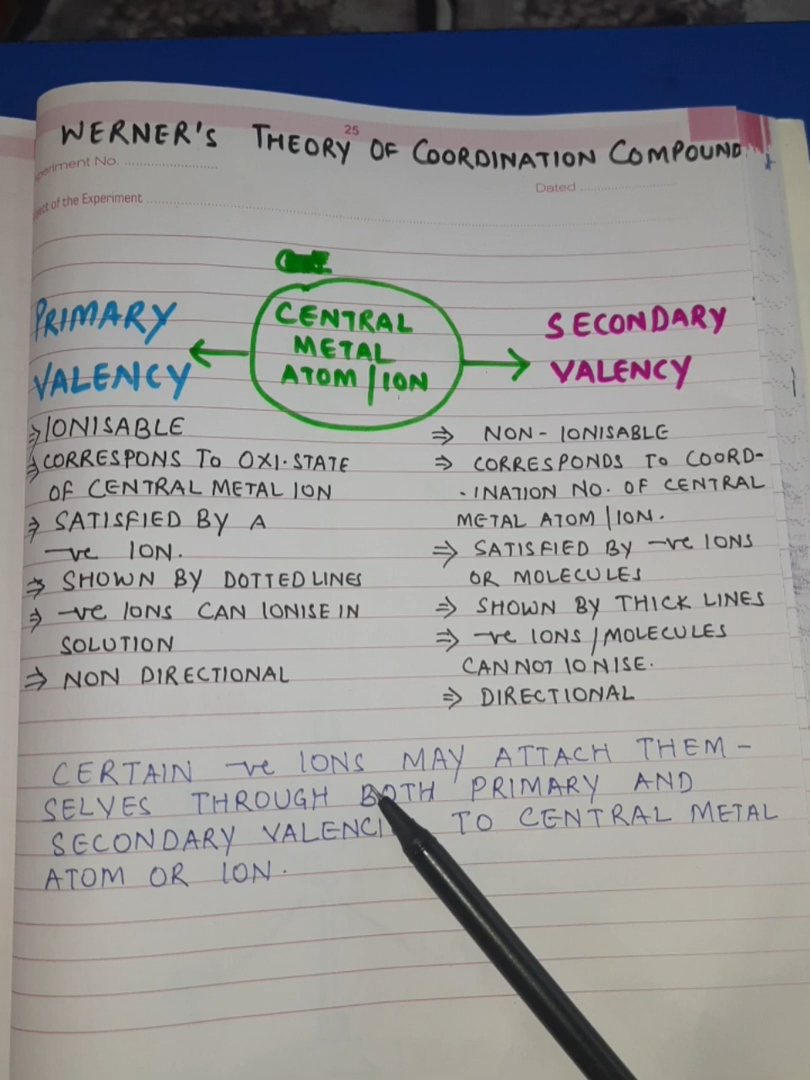 25
WERNER'S THEORY OF COORDINATION COMPOUND
Experiment No. ........................
Dated ........................
of the Experiment ........................
CENTRAL
METAL
ATOM/ION
PRIMARY
VALENCY
⇒ IONISABLE
⇒ CORRESPONS TO OXI. STATE
OF CENTRAL METAL ION
⇒ SATISFIED BY A
-ve ION.
⇒ SHOWN BY DOTTED LINES
⇒ -ve IONS CAN IONISE IN
SOLUTION
⇒ NON DIRECTIONAL
SECONDARY
VALENCY
⇒ NON-IONISABLE
⇒ CORRESPONDS TO COORD-
-INATION NO. OF CENTRAL
METAL ATOM/ION.
⇒ SATISFIED BY -ve IONS
OR MOLECULES
⇒ SHOWN BY THICK LINES
⇒ -ve IONS/MOLECULES
CANNOT IONISE.
⇒ DIRECTIONAL
CERTAIN -ve IONS MAY ATTACH THEM-
SELVES THROUGH BOTH PRIMARY AND
SECONDARY VALENCI TO CENTRAL METAL
ATOM OR ION.